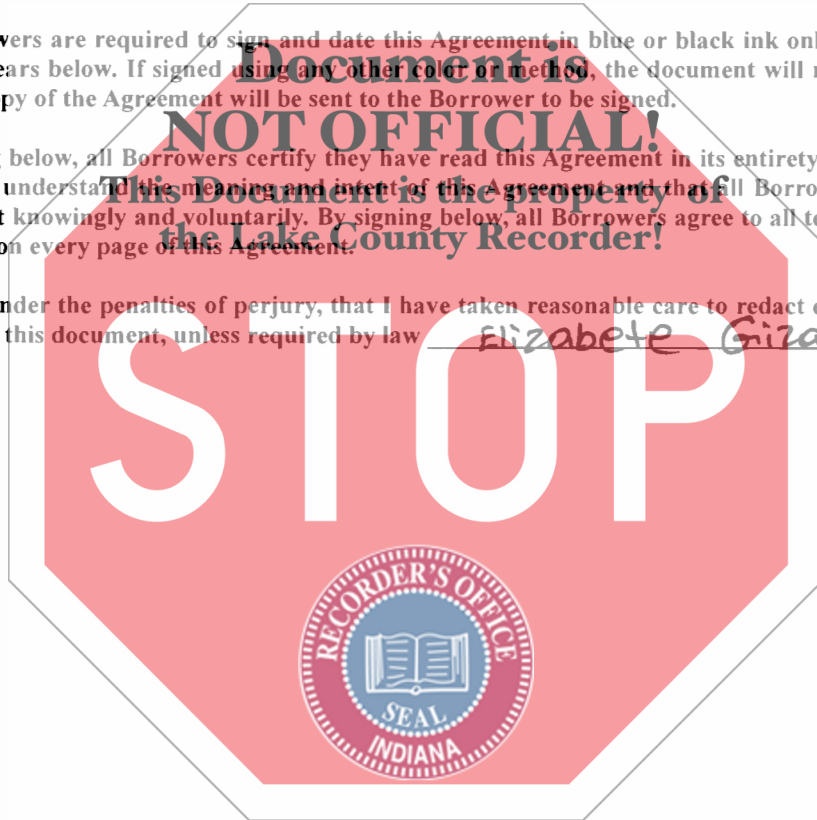 wers are required to sign and date this Agreement in blue or black ink onl
Document is
ears below. If signed using any other color or method, the document will
py of the Agreement will be sent to the Borrower to be signed.
NOT OFFICIAL!
below, all Borrowers certify they have read this Agreement in its entirety
understand the meaning and intent of this Agreement and that all Borro
This Document is the property of
t knowingly and voluntarily. By signing below, all Borrowers agree to all
the Lake County Recorder!
on every page of this Agreement.
nder the penalties of perjury, that I have taken reasonable care to redact
this document, unless required by law Elizabete Giza
STOP
RECORDER'S OFFICE
SEAL
INDIANA